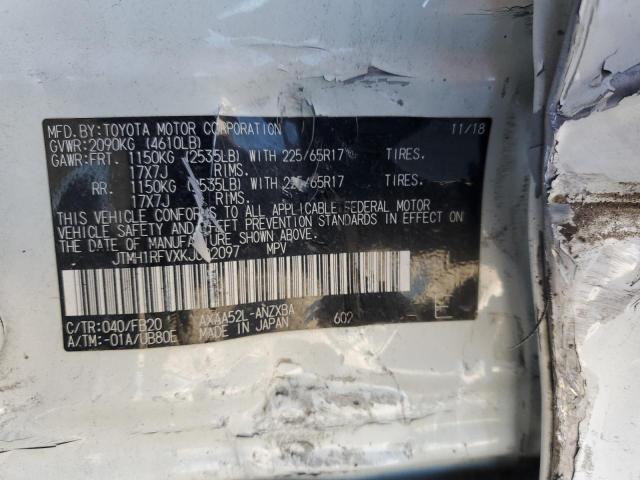 MFD.BY:TOYOTA MOTOR CORPORATION 11/18
GVWR:2090KG (4610LB)
GAWR:FRT. 1150KG (2535LB) WITH 225/65R17 TIRES.
17X7J RIMS.
RR. 1150KG (2535LB) WITH 225/65R17 TIRES.
17X7J RIMS.
THIS VEHICLE CONFORMS TO ALL APPLICABLE FEDERAL MOTOR
VEHICLE SAFETY AND THEFT PREVENTION STANDARDS IN EFFECT ON
THE DATE OF MANUFACTURE SHOWN ABOVE.
MPV
C/TR:040/FB20 AXAA52L-ANZXBA 602
A/TM:-01A/UB80E MADE IN JAPAN